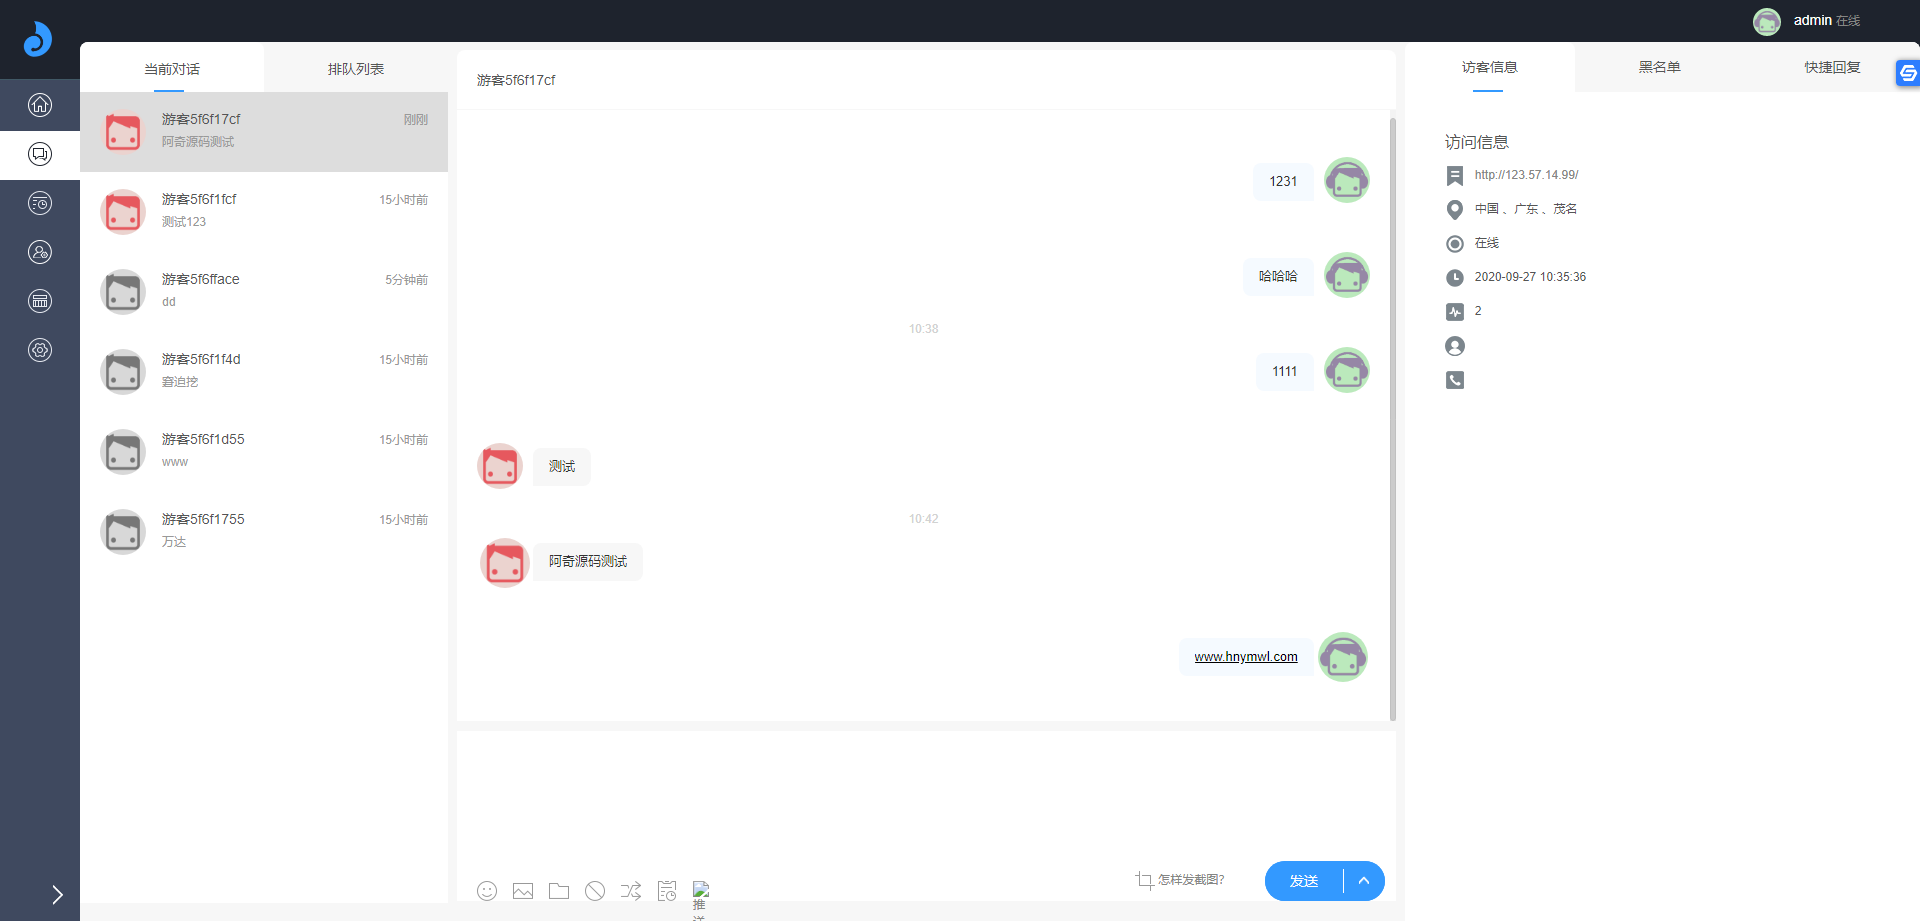 admin 在线
当前对话
排队列表
游客5f6f17cf
刚刚
阿奇源码测试
游客5f6f1fcf
15小时前
测试123
游客5f6fface
5分钟前
dd
游客5f6f1f4d
15小时前
窘迫挖
游客5f6f1d55
15小时前
www
游客5f6f1755
15小时前
万达
游客5f6f17cf
1231
哈哈哈
10:38
1111
测试
10:42
阿奇源码测试
www.hnymwl.com
推
怎样发截图?
发送
访客信息
黑名单
快捷回复
访问信息
http://123.57.14.99/
中国 、广东 、茂名
在线
2020-09-27 10:35:36
2